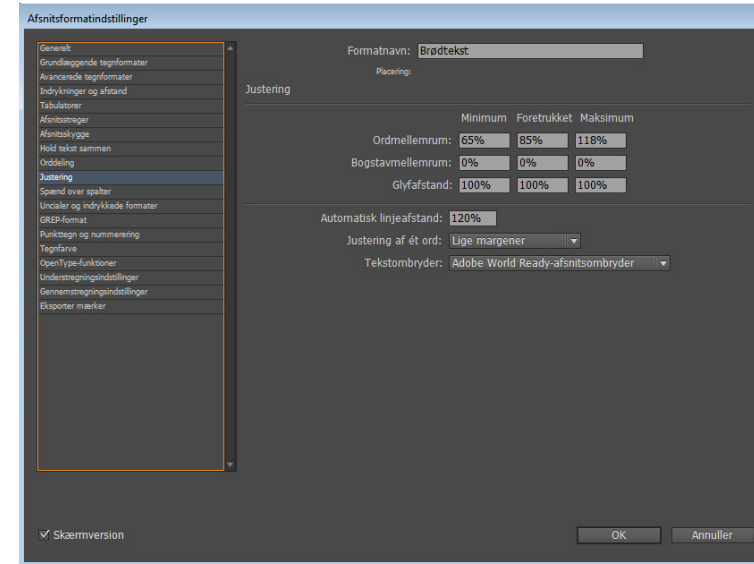 Afsnitsformatindstillinger
Generelt
Grundlæggende tegnformater
Avancerede tegnformater
Indrykninger og afstand
Tabulatorer
Afsnitsstreger
Afsnitsskygge
Hold tekst sammen
Orddeling
Justering
Spænd over spalter
Uncialer og indrykkede formater
GREP-format
Punkttegn og nummerering
Tegnfarve
OpenType-funktioner
Understregningsindstillinger
Gennemstregningsindstillinger
Eksporter mærker
Formatnavn: Brødtekst
Placering:
Justering
Minimum Foretrukket Maksimum
Ordmellemrum: 65% 85% 118%
Bogstavmellemrum: 0% 0% 0%
Glyfafstand: 100% 100% 100%
Automatisk linjeafstand: 120%
Justering af ét ord: Lige margener
Tekstombryder: Adobe World Ready-afsnitsombryder
Skærmversion
OK Annuller